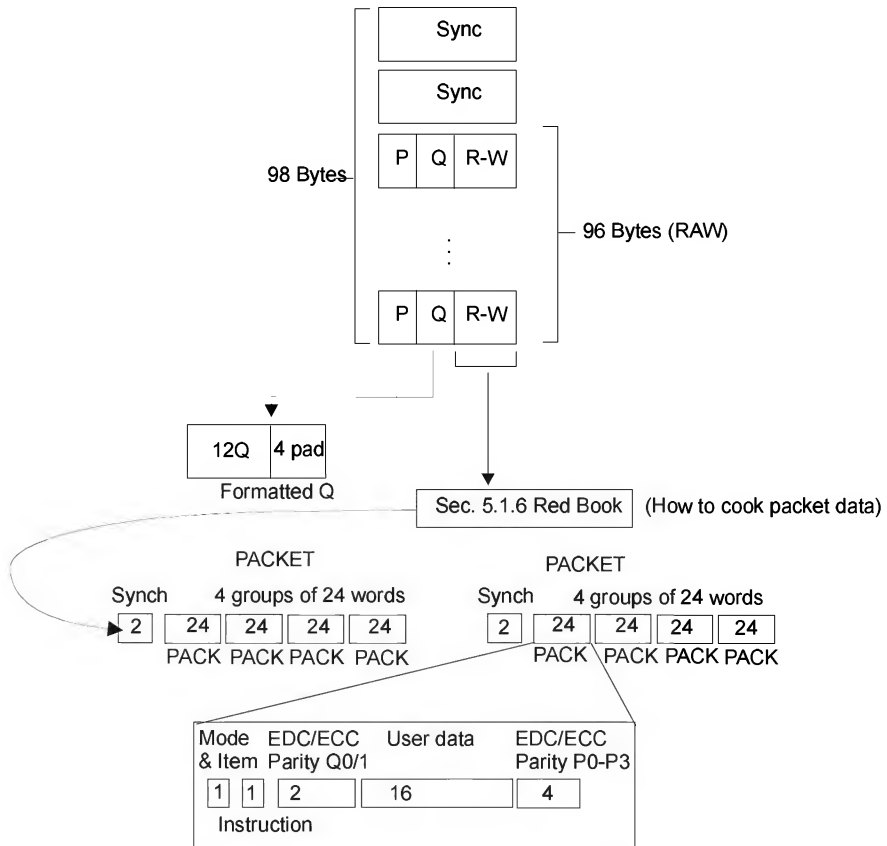 Sync
Sync
P Q R-W
98 Bytes
96 Bytes (RAW)
P Q R-W
12Q 4 pad
Formatted Q
Sec. 5.1.6 Red Book (How to cook packet data)
PACKET PACKET
Synch 4 groups of 24 words Synch 4 groups of 24 words
2 24 24 24 24 2 24 24 24 24
PACK PACK PACK PACK PACK PACK PACK PACK
Mode EDC/ECC User data EDC/ECC
& Item Parity Q0/1 Parity P0-P3
1 1 2 16 4
Instruction